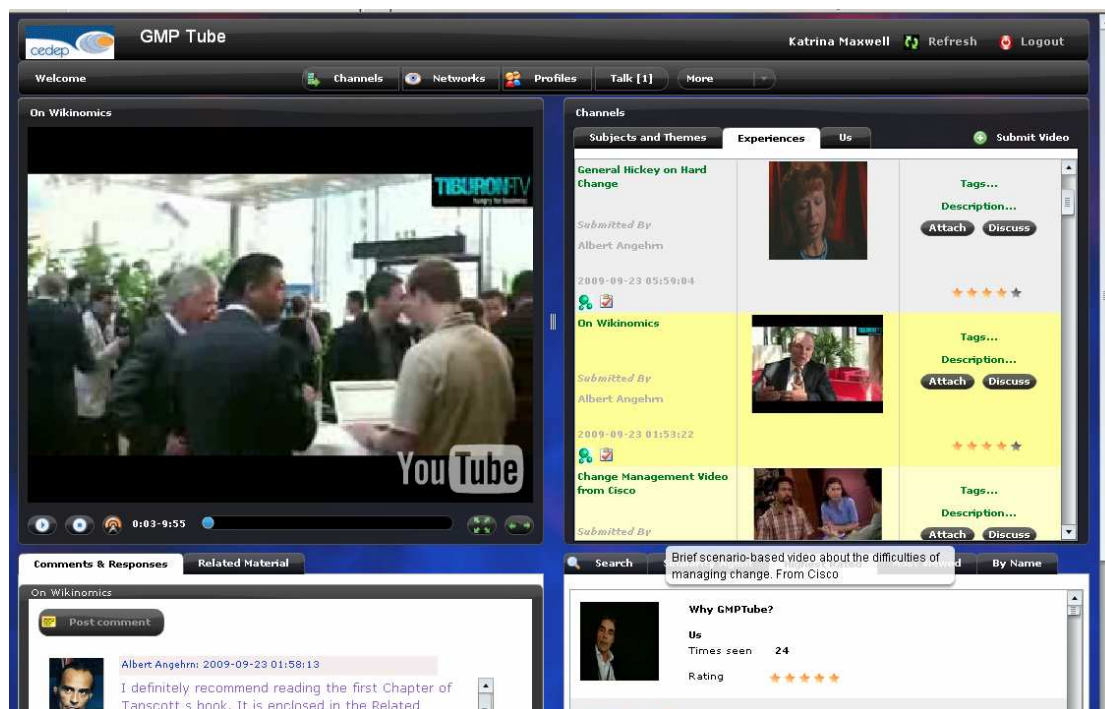 cedep
GMP Tube
Katrina Maxwell Refresh Logout
Welcome Channels Networks Profiles Talk [1] More
On Wikinomics
TIBURON-TV
hungry for business
YouTube
0:03-9:55
Channels
Subjects and Themes Experiences Us Submit Video
General Hickey on Hard
Change
Submitted By
Albert Angehrn
2009-09-23 05:59:04
Tags...
Description...
Attach Discuss
On Wikinomics
Submitted By
Albert Angehrn
2009-09-23 01:53:22
Tags...
Description...
Attach Discuss
Change Management Video
from Cisco
Submitted By
Tags...
Description...
Attach Discuss
Comments & Responses Related Material
On Wikinomics
Post comment
Albert Angehrn: 2009-09-23 01:58:13
I definitely recommend reading the first Chapter of
Tanscott s book. It is enclosed in the Related
Search By Name
Brief scenario-based video about the difficulties of
managing change. From Cisco
Why GMPTube?
Us
Times seen 24
Rating